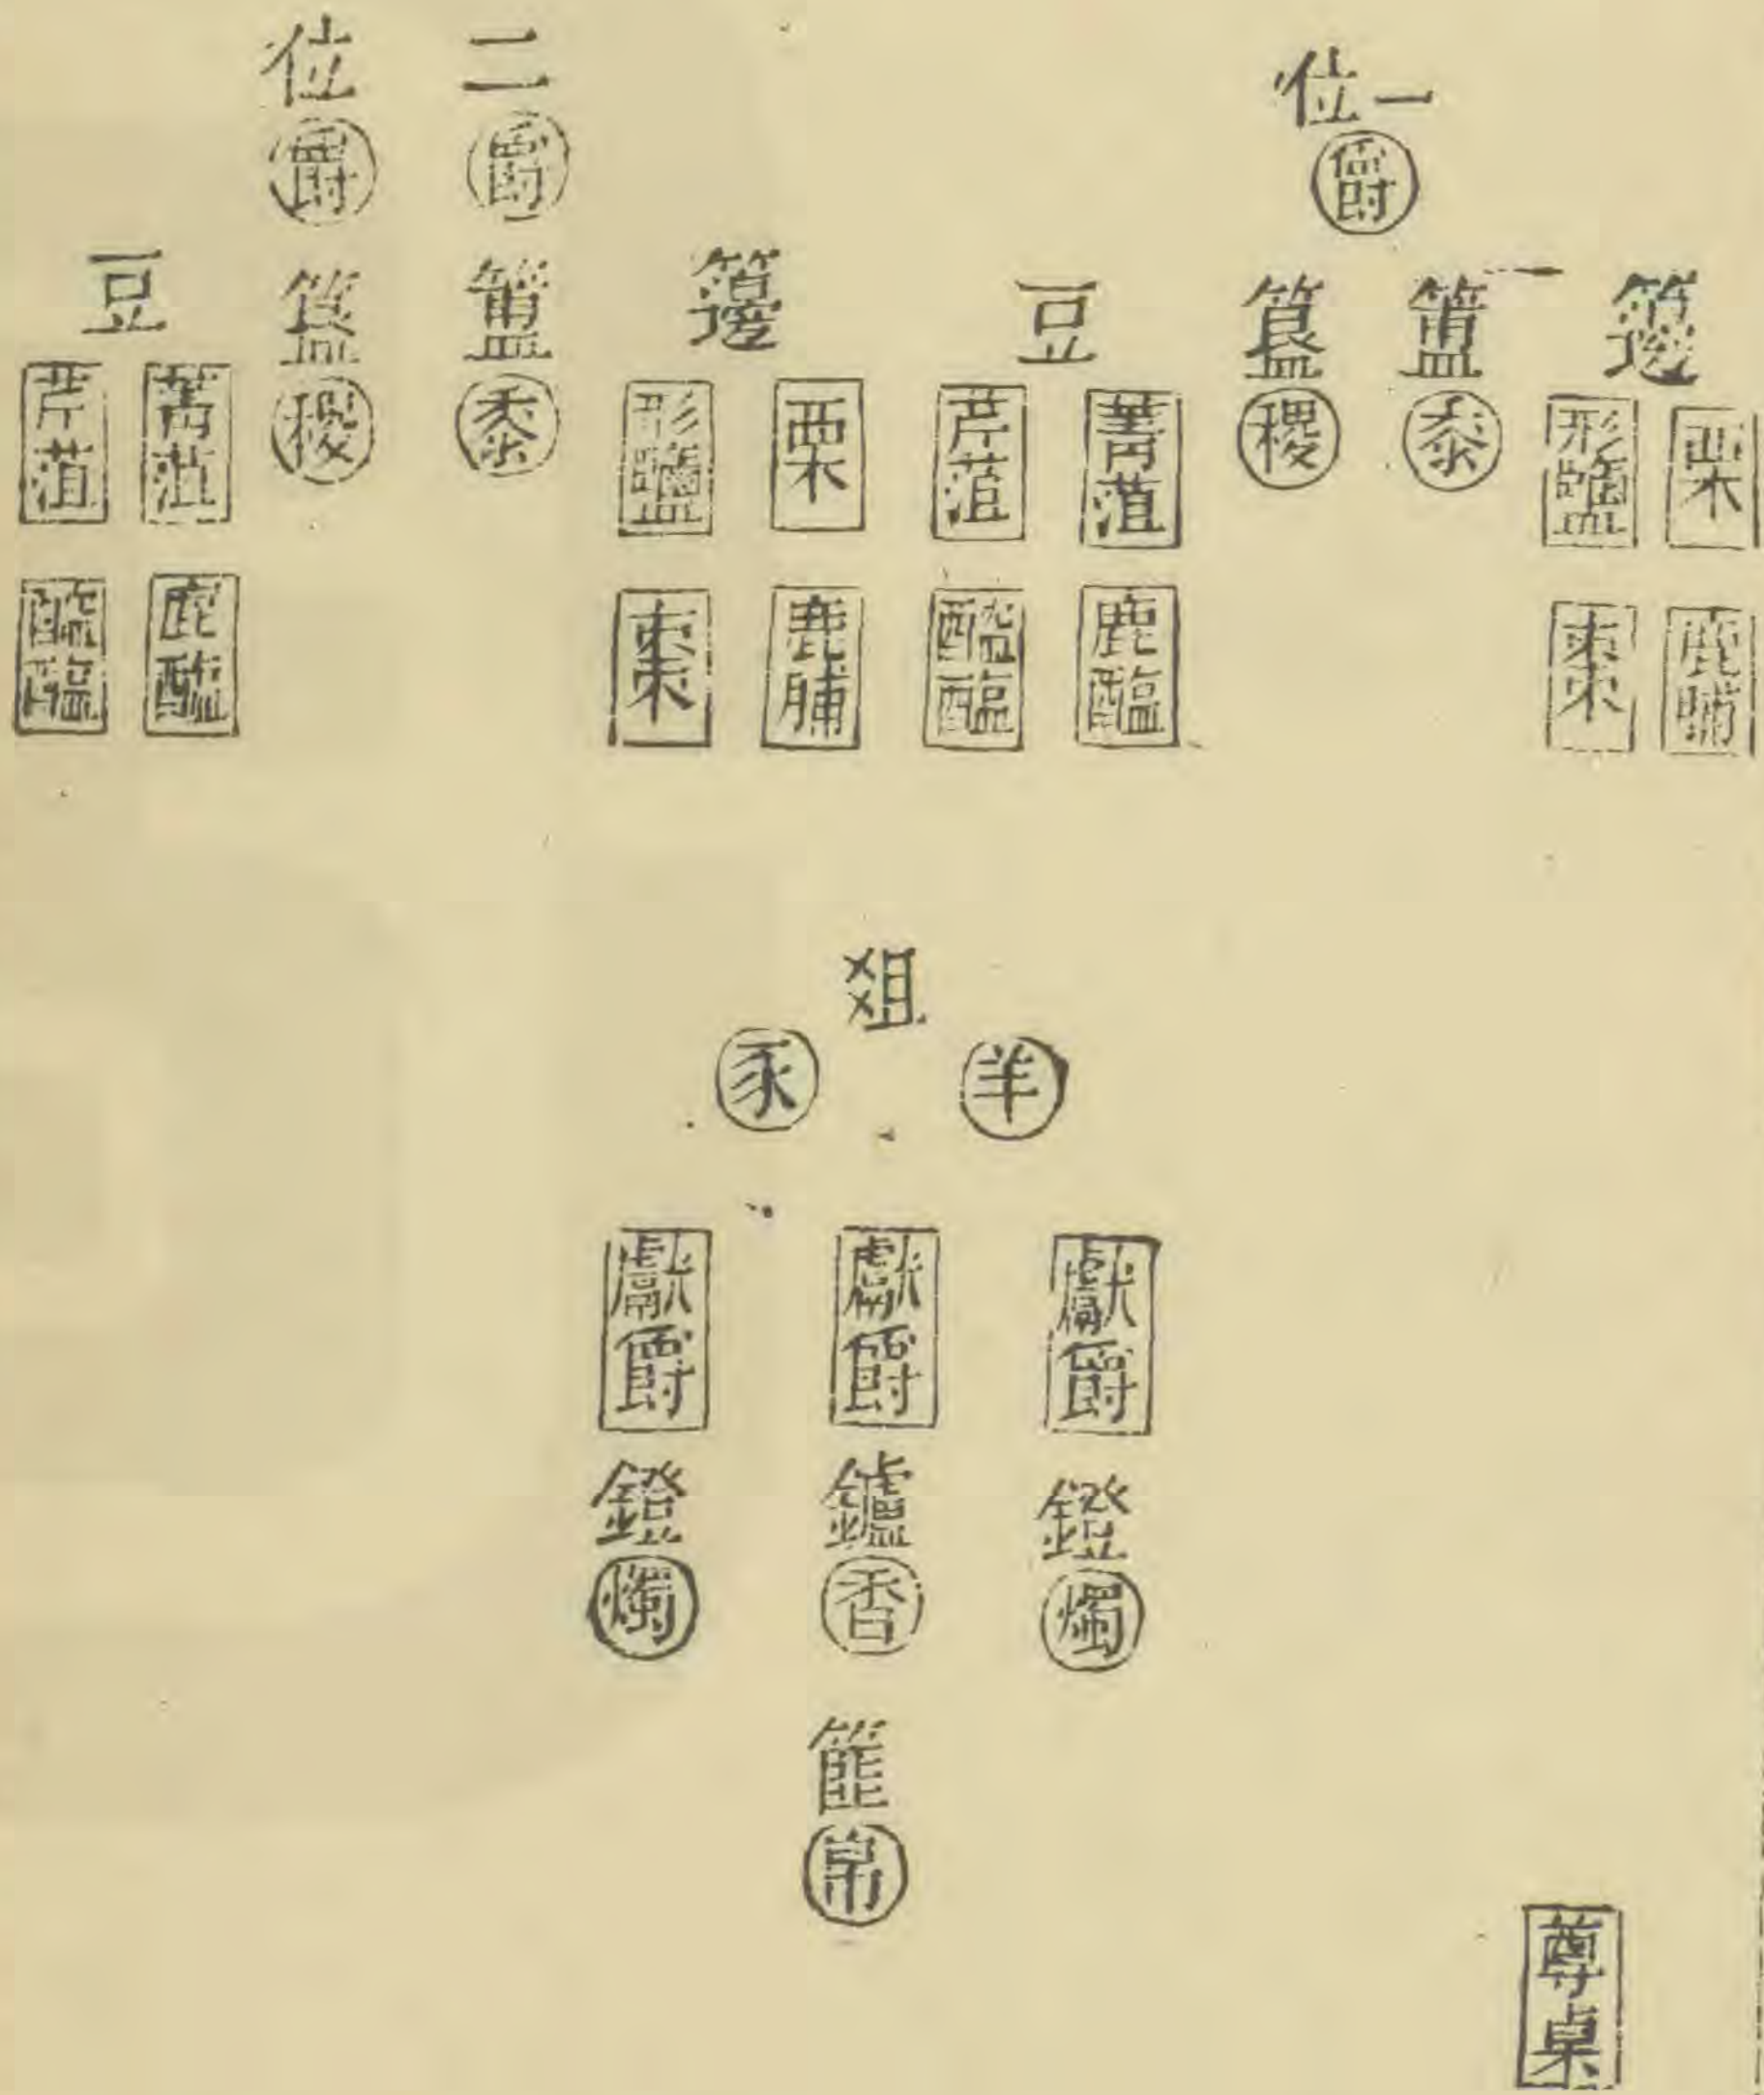 一位
爵
籩
栗
形鹽
鹿脯
棗
簠
黍
簋
稷
豆
菁菹
芹菹
鹿醢
醓醢
二位
爵
爵
籩
栗
形鹽
鹿脯
棗
簠
黍
簋
稷
豆
菁菹
芹菹
鹿醢
醓醢
俎
羊
豕
獻爵
獻爵
獻爵
鐙
燭
鑪
香
鐙
燭
篚
帛
尊桌